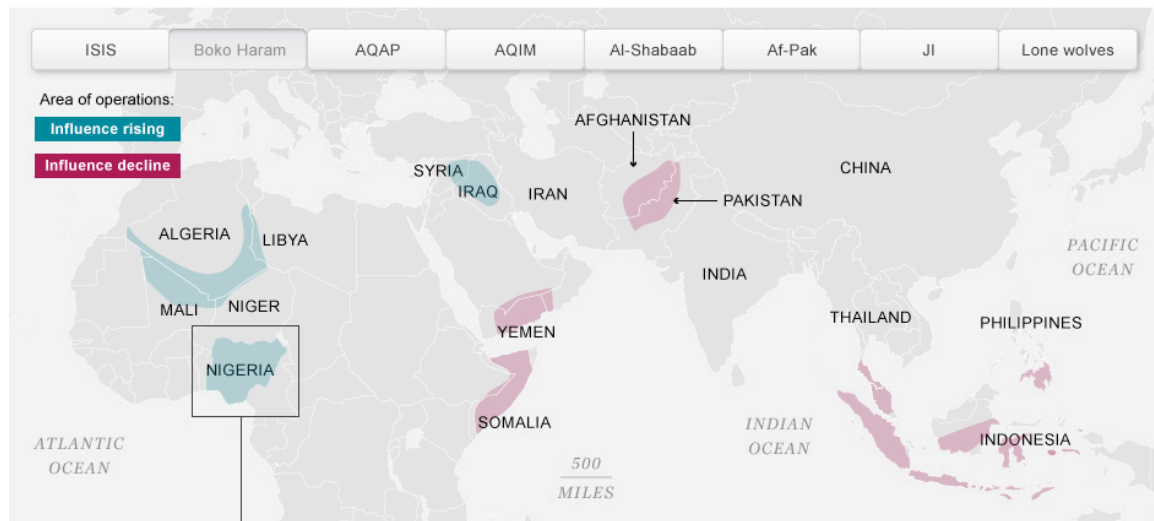 ISIS
Boko Haram
AQAP
AQIM
Al-Shabaab
Af-Pak
JI
Lone wolves
Area of operations:
Influence rising
Influence decline
AFGHANISTAN
SYRIA
IRAQ
IRAN
CHINA
PAKISTAN
ALGERIA
LIBYA
PACIFIC
OCEAN
INDIA
MALI
NIGER
YEMEN
THAILAND
PHILIPPINES
NIGERIA
SOMALIA
INDIAN
OCEAN
INDONESIA
ATLANTIC
OCEAN
500
MILES